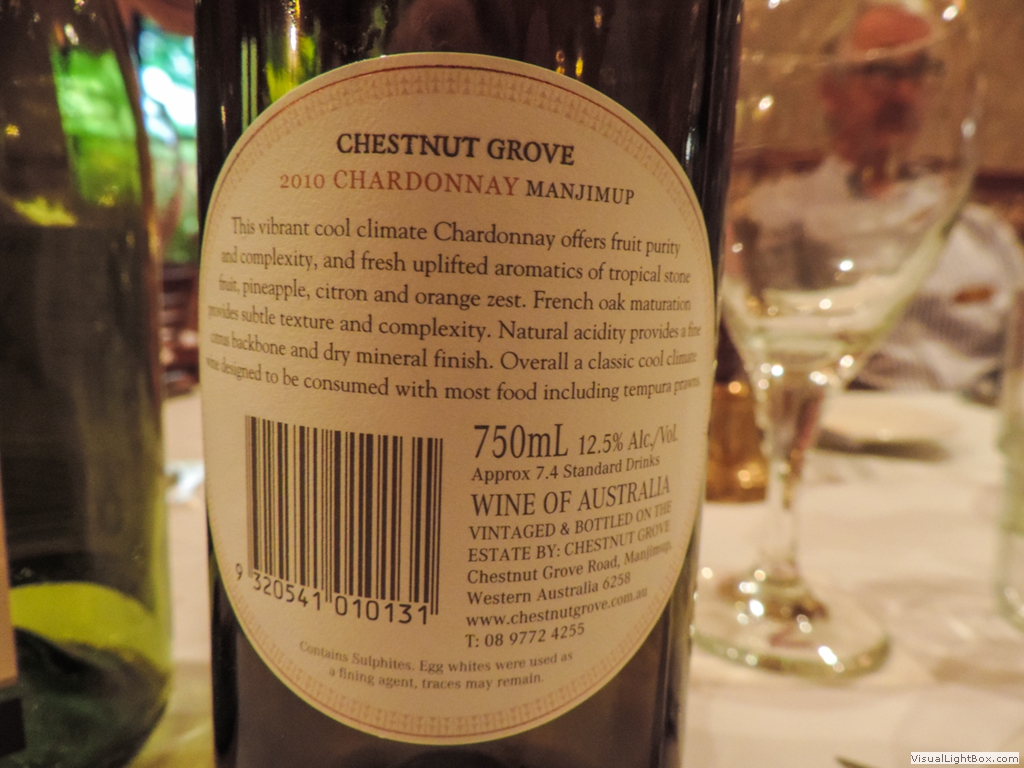 CHESTNUT GROVE
2010 CHARDONNAY MANJIMUP
This vibrant cool climate Chardonnay offers fruit purity
and complexity, and fresh uplifted aromatics of tropical stone
fruit, pineapple, citron and orange zest. French oak maturation
provides subtle texture and complexity. Natural acidity provides a fine
citrus backbone and dry mineral finish. Overall a classic cool climate
wine designed to be consumed with most food including tempura prawns
750mL 12.5% Alc./Vol.
Approx 7.4 Standard Drinks
WINE OF AUSTRALIA
VINTAGED & BOTTLED ON THE
ESTATE BY: CHESTNUT GROVE
Chestnut Grove Road, Manjimup,
Western Australia 6258
www.chestnutgrove.com.au
T: 08 9772 4255
9 320541 010131
Contains Sulphites. Egg whites were used as
a fining agent, traces may remain.
VisualLightBox.com